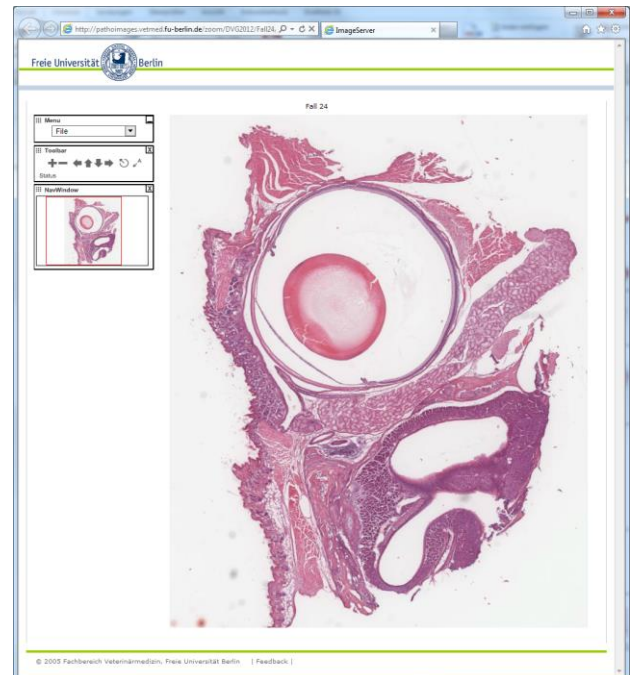 http://pathoimages.vetmed.fu-berlin.de/zoom/DVG2012/Fall24.
ImageServer
Freie Universität Berlin
Fall 24
Menu
File
Toolbar
Status
NavWindow
© 2005 Fachbereich Veterinärmedizin, Freie Universität Berlin | Feedback |